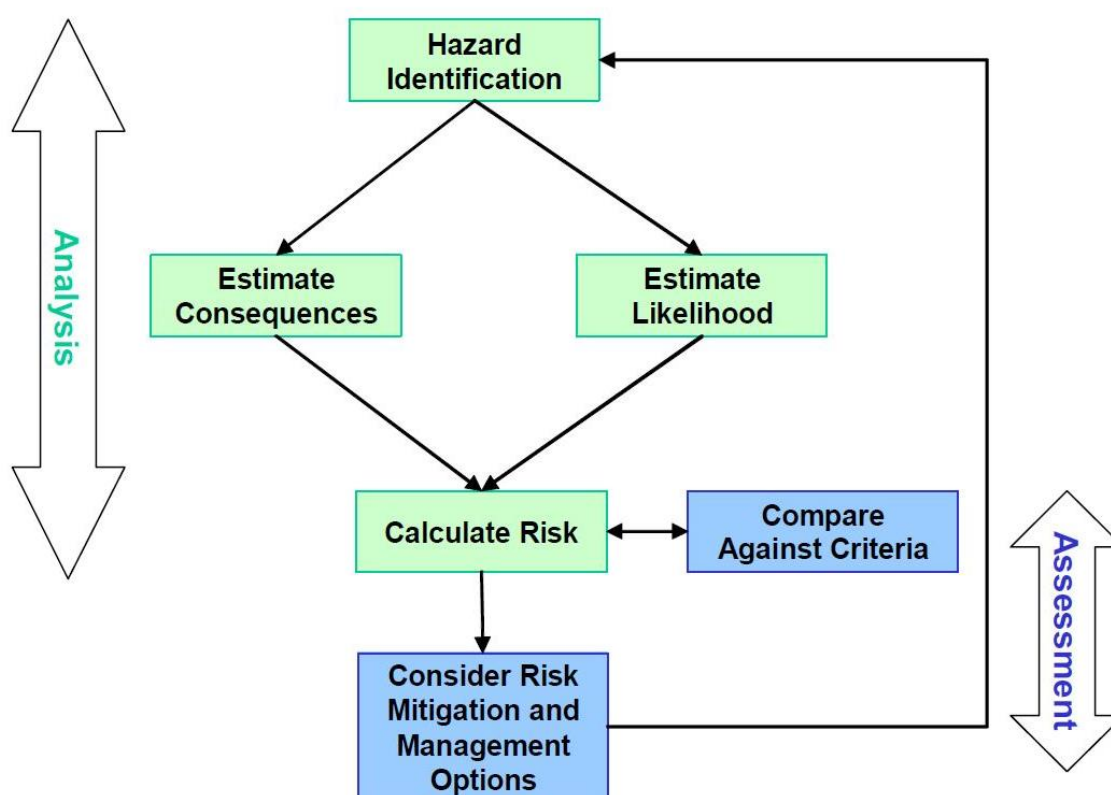 Hazard
Identification
Analysis
Estimate
Consequences
Estimate
Likelihood
Calculate Risk
Compare
Against Criteria
Assessment
Consider Risk
Mitigation and
Management
Options